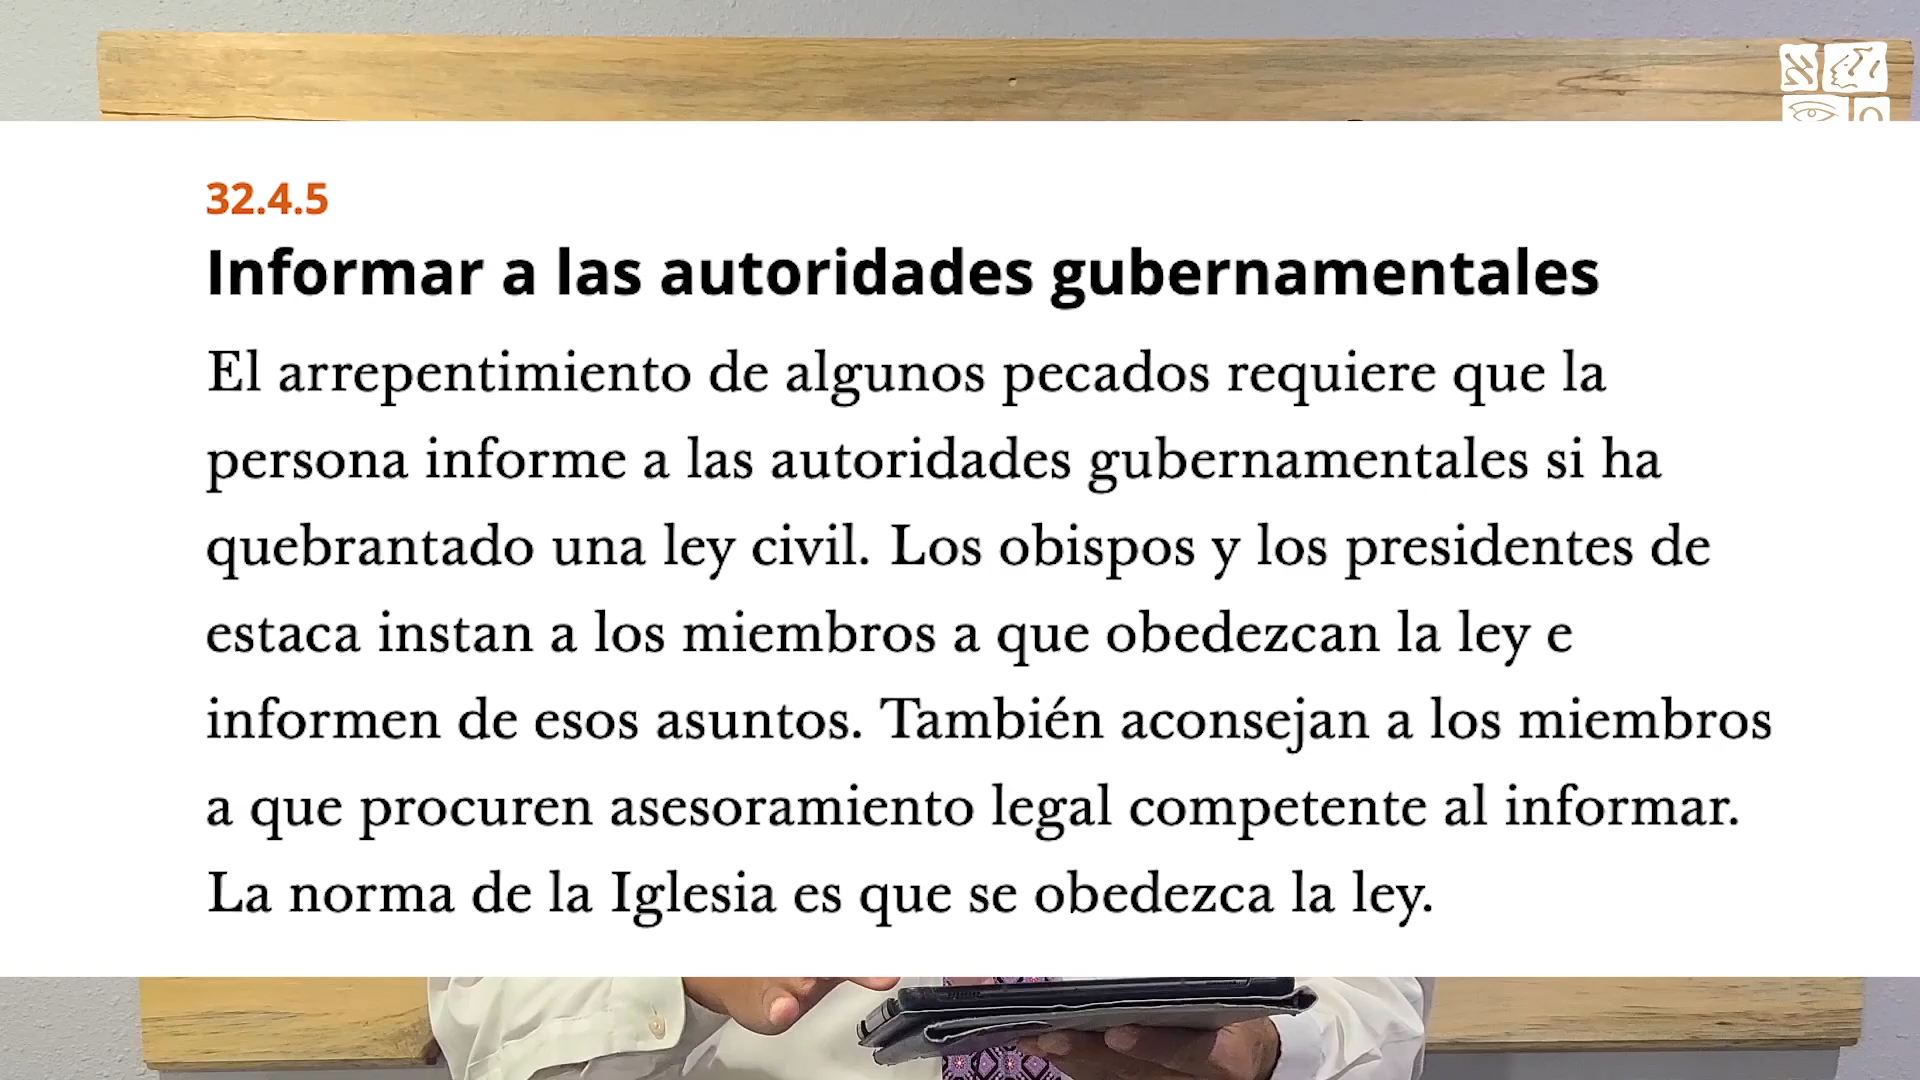 32.4.5
Informar a las autoridades gubernamentales
El arrepentimiento de algunos pecados requiere que la
persona informe a las autoridades gubernamentales si ha
quebrantado una ley civil. Los obispos y los presidentes de
estaca instan a los miembros a que obedezcan la ley e
informen de esos asuntos. También aconsejan a los miembros
a que procuren asesoramiento legal competente al informar.
La norma de la Iglesia es que se obedezca la ley.